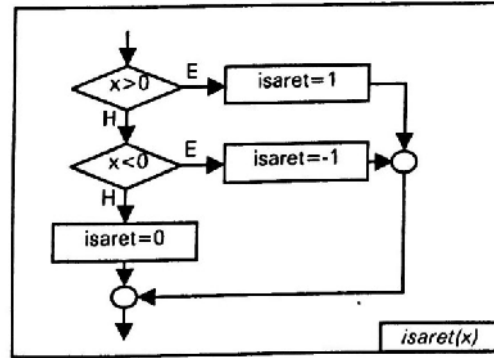 x>0
E
isaret=1
H
x<0
E
isaret=-1
H
isaret=0
isaret(x)